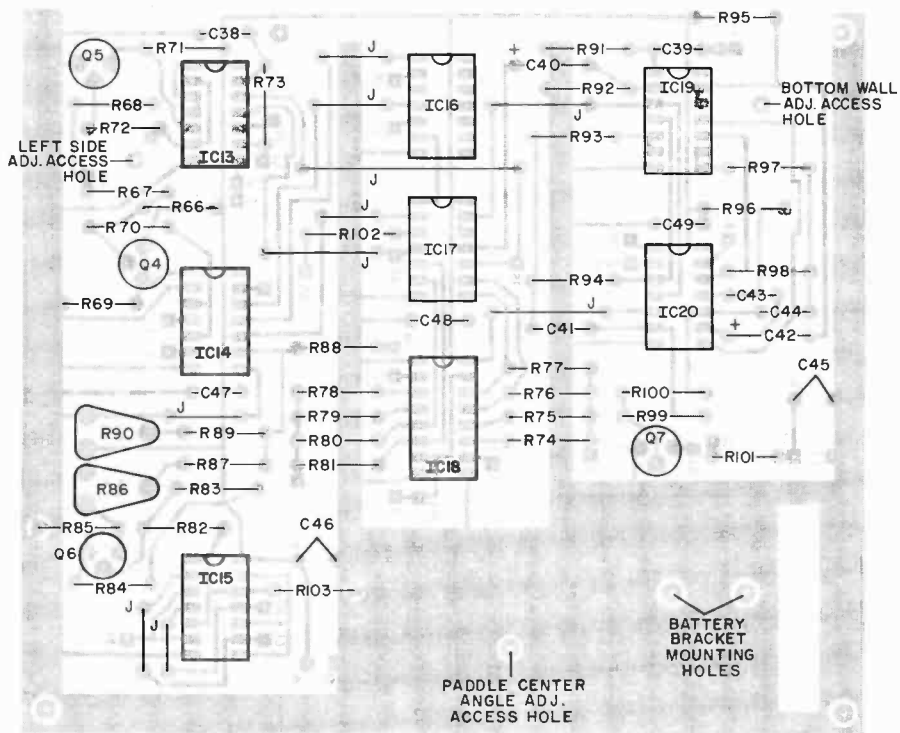 R95
C38
Q5
R71
J
+
R91
C39
C40
R73
R92
IC19
BOTTOM WALL
ADJ. ACCESS
HOLE
R68
IC16
J
J
R72
R93
LEFT SIDE
ADJ. ACCESS
HOLE
IC13
R97
J
R67
R66
J
R96
R70
R102
IC17
C49
J
Q4
R98
R94
C43
R69
J
IC20
C44
C48
C41
+
C42
R88
IC14
C45
R77
C47
R78
R76
R100
J
R79
R75
R99
R90
R89
R80
R74
Q7
R87
R81
IC18
R101
R86
R83
R85
R82
C46
Q6
IC15
R84
R103
J
J
BATTERY
BRACKET
MOUNTING
HOLES
PADDLE CENTER
ANGLE ADJ.
ACCESS HOLE